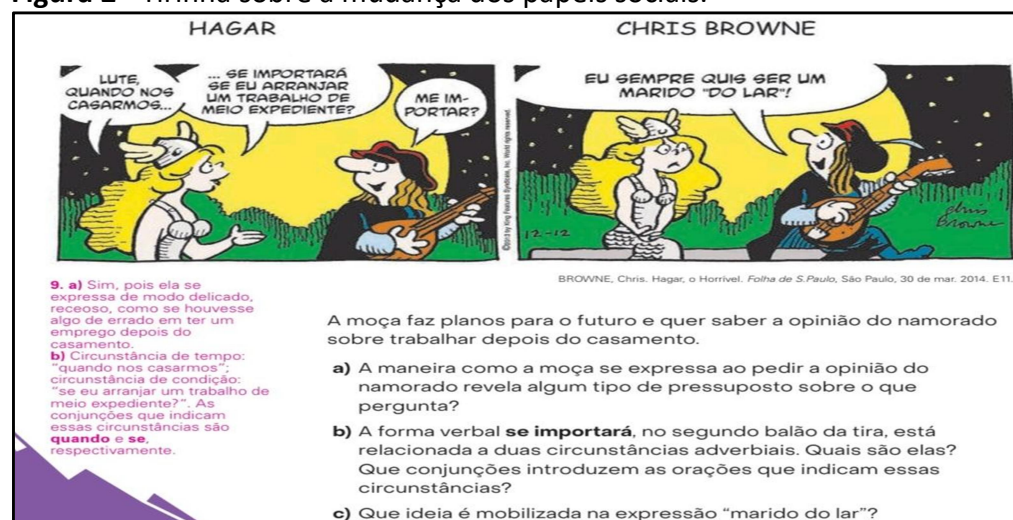 Figura 2 – Tirinha sobre a mudança dos papéis sociais.
HAGAR
CHRIS BROWNE
LUTE,
QUANDO NOS
CASARMOS...
... SE IMPORTARÁ
SE EU ARRANJAR
UM TRABALHO DE
MEIO EXPEDIENTE?
ME IM-
PORTAR?
©2013 by King Features Syndicate, Inc. World rights reserved.
EU SEMPRE QUIS SER UM
MARIDO "DO LAR"!
12-12
Chris
Browne
BROWNE, Chris. Hagar, o Horrível. Folha de S.Paulo, São Paulo, 30 de mar. 2014. E11.
9. a) Sim, pois ela se
expressa de modo delicado,
receoso, como se houvesse
algo de errado em ter um
emprego depois do
casamento.
b) Circunstância de tempo:
"quando nos casarmos";
circunstância de condição:
"se eu arranjar um trabalho de
meio expediente?". As
conjunções que indicam
essas circunstâncias são
quando e se,
respectivamente.
A moça faz planos para o futuro e quer saber a opinião do namorado
sobre trabalhar depois do casamento.
a) A maneira como a moça se expressa ao pedir a opinião do
namorado revela algum tipo de pressuposto sobre o que
pergunta?
b) A forma verbal se importará, no segundo balão da tira, está
relacionada a duas circunstâncias adverbiais. Quais são elas?
Que conjunções introduzem as orações que indicam essas
circunstâncias?
c) Que ideia é mobilizada na expressão "marido do lar"?